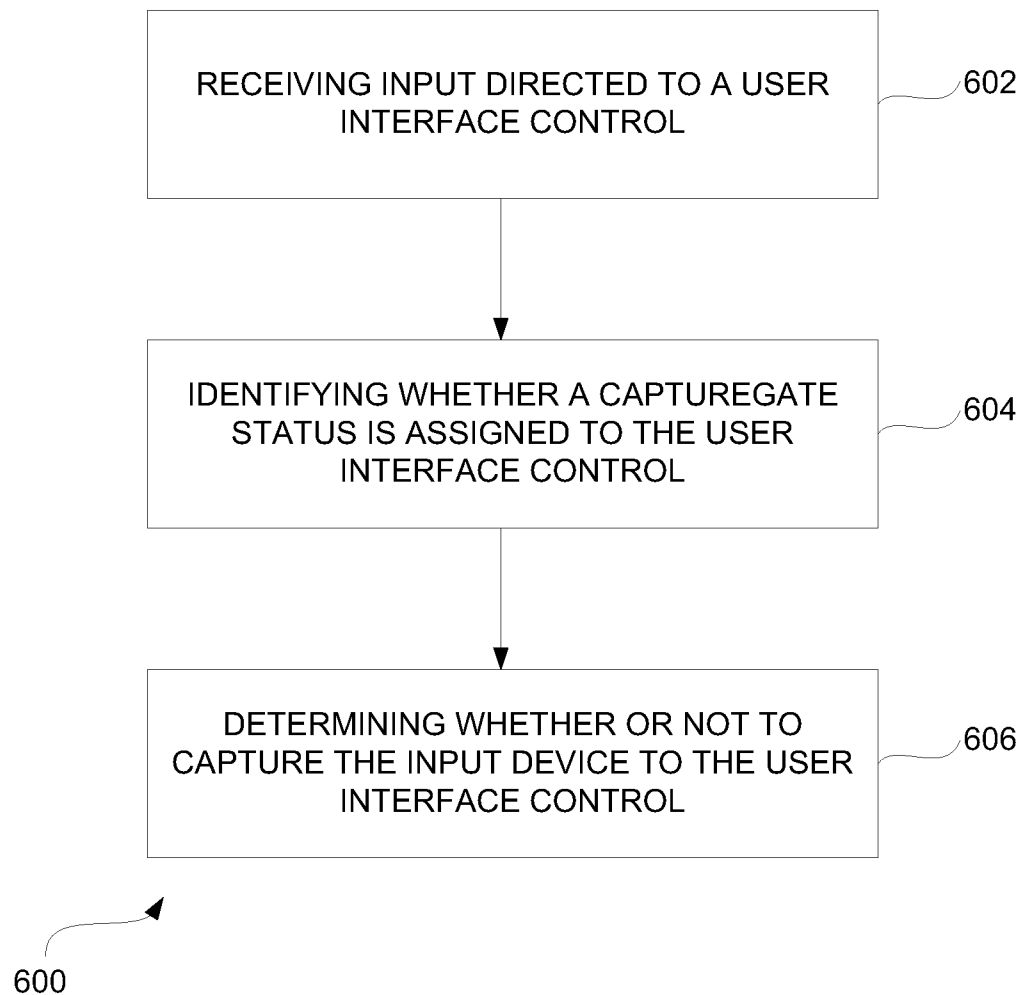 RECEIVING INPUT DIRECTED TO A USER
INTERFACE CONTROL
602
IDENTIFYING WHETHER A CAPTUREGATE
STATUS IS ASSIGNED TO THE USER
INTERFACE CONTROL
604
DETERMINING WHETHER OR NOT TO
CAPTURE THE INPUT DEVICE TO THE USER
INTERFACE CONTROL
606
600